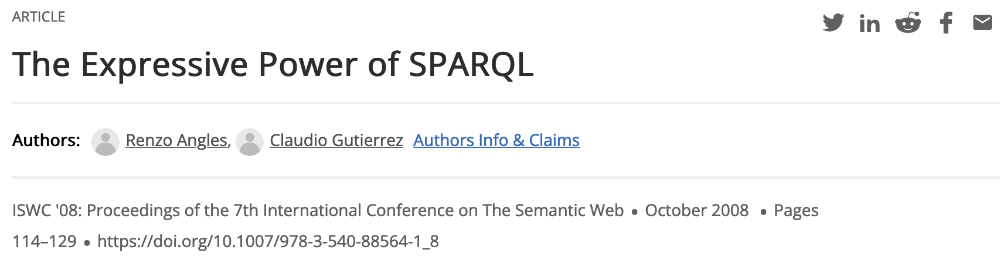 ARTICLE
The Expressive Power of SPARQL
Authors: Renzo Angles, Claudio Gutierrez Authors Info & Claims
ISWC '08: Proceedings of the 7th International Conference on The Semantic Web • October 2008 • Pages
114–129 • https://doi.org/10.1007/978-3-540-88564-1_8